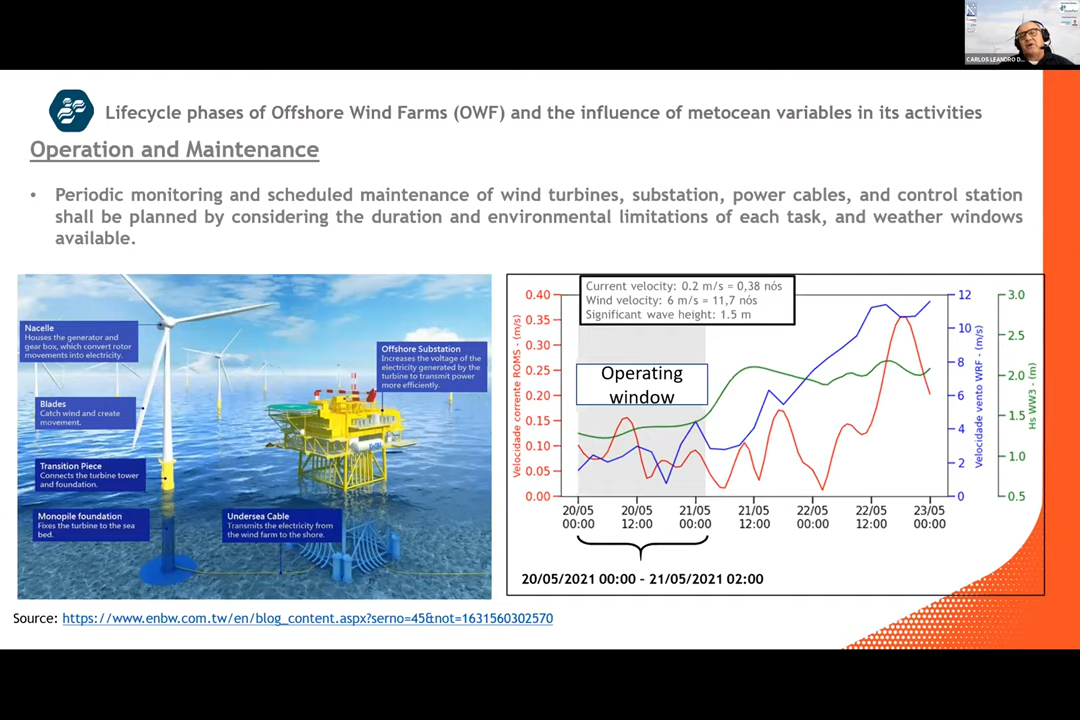 CARLOS LEANDRO D...
Lifecycle phases of Offshore Wind Farms (OWF) and the influence of metocean variables in its activities
Operation and Maintenance
• Periodic monitoring and scheduled maintenance of wind turbines, substation, power cables, and control station
shall be planned by considering the duration and environmental limitations of each task, and weather windows
available.
Nacelle
Houses the generator and
gear box, which convert rotor
movements into electricity.
Blades
Catch wind and create
movement.
Transition Piece
Connects the turbine tower
and foundation.
Monopile foundation
Fixes the turbine to the sea
bed.
Offshore Substation
Increases the voltage of the
electricity generated by the
turbine to transmit power
more efficiently.
Undersea Cable
Transmits the electricity from
the wind farm to the shore.
Current velocity: 0.2 m/s = 0,38 nós
Wind velocity: 6 m/s = 11,7 nós
Significant wave height: 1.5 m
Operating
window
Velocidade corrente ROMS - (m/s)
0.40
0.35
0.30
0.25
0.20
0.15
0.10
0.05
0.00
12
10
8
6
4
2
0
Velocidade vento WRF - (m/s)
3.0
2.5
2.0
1.5
1.0
0.5
Hs WW3 - (m)
20/05 20/05 21/05 21/05 22/05 22/05 23/05
00:00 12:00 00:00 12:00 00:00 12:00 00:00
20/05/2021 00:00 - 21/05/2021 02:00
Source: https://www.enbw.com.tw/en/blog_content.aspx?serno=45&not=1631560302570